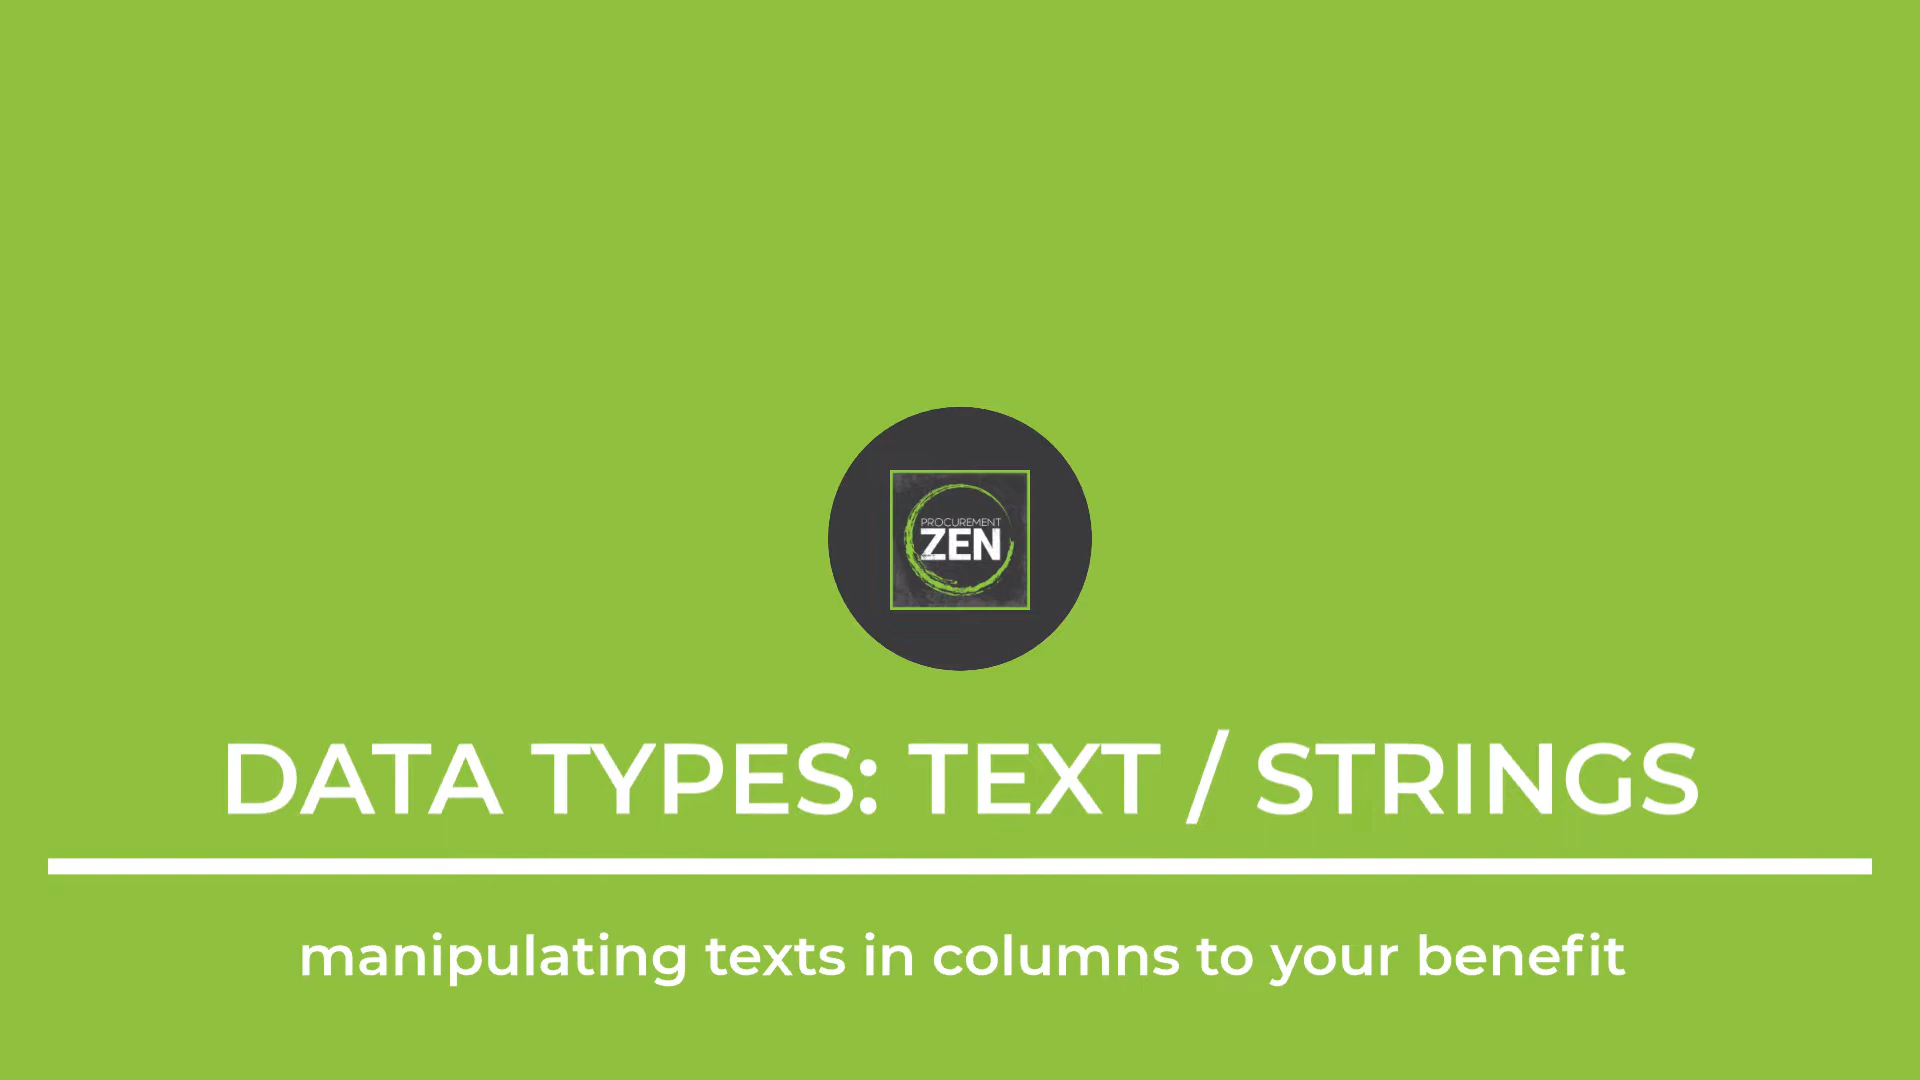 PROCUREMENT
ZEN
DATA TYPES: TEXT / STRINGS
manipulating texts in columns to your benefit